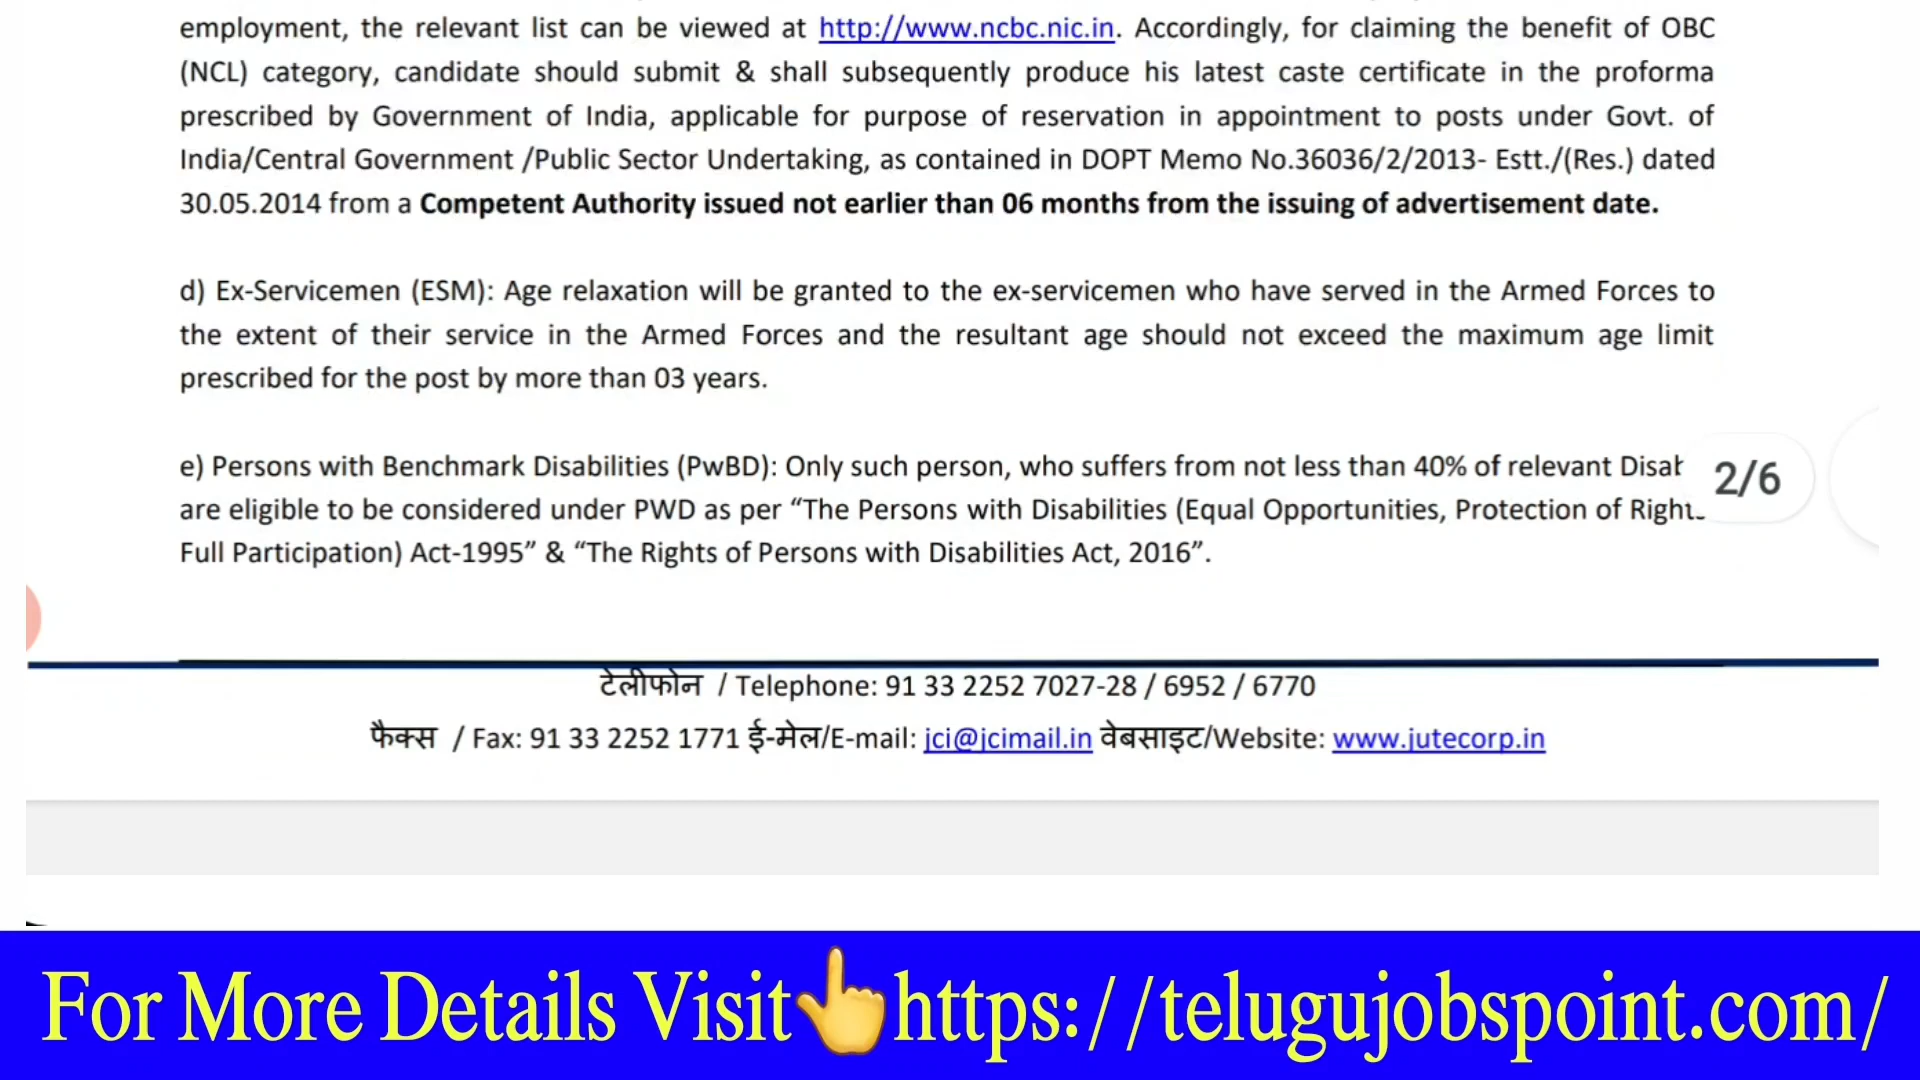 employment, the relevant list can be viewed at http://www.ncbc.nic.in. Accordingly, for claiming the benefit of OBC
(NCL) category, candidate should submit & shall subsequently produce his latest caste certificate in the proforma
prescribed by Government of India, applicable for purpose of reservation in appointment to posts under Govt. of
India/Central Government /Public Sector Undertaking, as contained in DOPT Memo No.36036/2/2013- Estt./(Res.) dated
30.05.2014 from a Competent Authority issued not earlier than 06 months from the issuing of advertisement date.
d) Ex-Servicemen (ESM): Age relaxation will be granted to the ex-servicemen who have served in the Armed Forces to
the extent of their service in the Armed Forces and the resultant age should not exceed the maximum age limit
prescribed for the post by more than 03 years.
e) Persons with Benchmark Disabilities (PwBD): Only such person, who suffers from not less than 40% of relevant
2/6
are eligible to be considered under PWD as per “The Persons with Disabilities (Equal Opportunities, Protection of
Full Participation) Act-1995” & “The Rights of Persons with Disabilities Act, 2016”.
टेलीफोन / Telephone: 91 33 2252 7027-28 / 6952 / 6770
फैक्स / Fax: 91 33 2252 1771 ई-मेल/E-mail: jci@jcimail.in वेबसाइट/Website: www.jutecorp.in
For More Details Visit https://telugujobspoint.com/